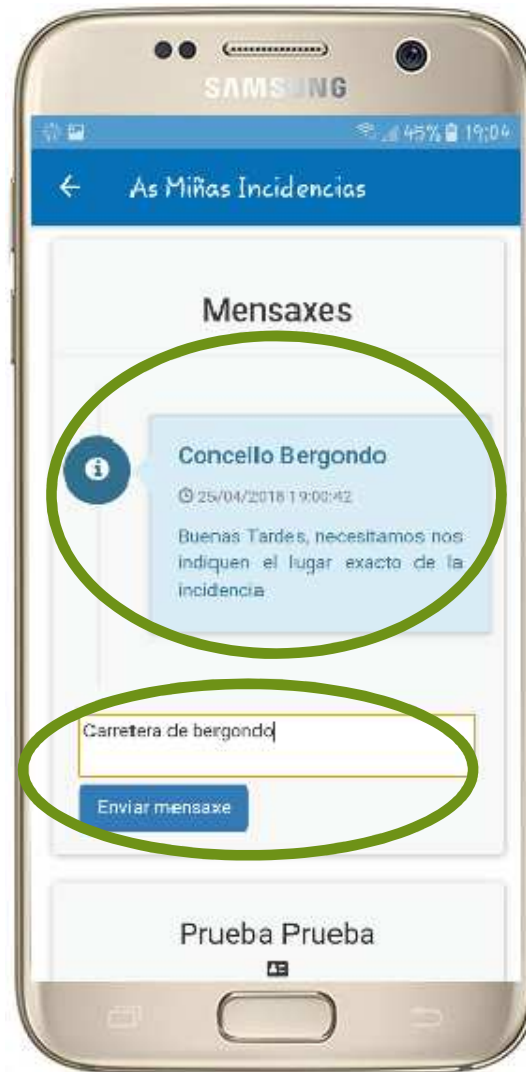 SAMSUNG
45% 19:04
As Miñas Incidencias
Mensaxes
Concello Bergondo
25/04/2018 19:00:42
Buenas Tardes, necesitamos nos
indiquen el lugar exacto de la
incidencia
Carretera de bergondo
Enviar mensaxe
Prueba Prueba